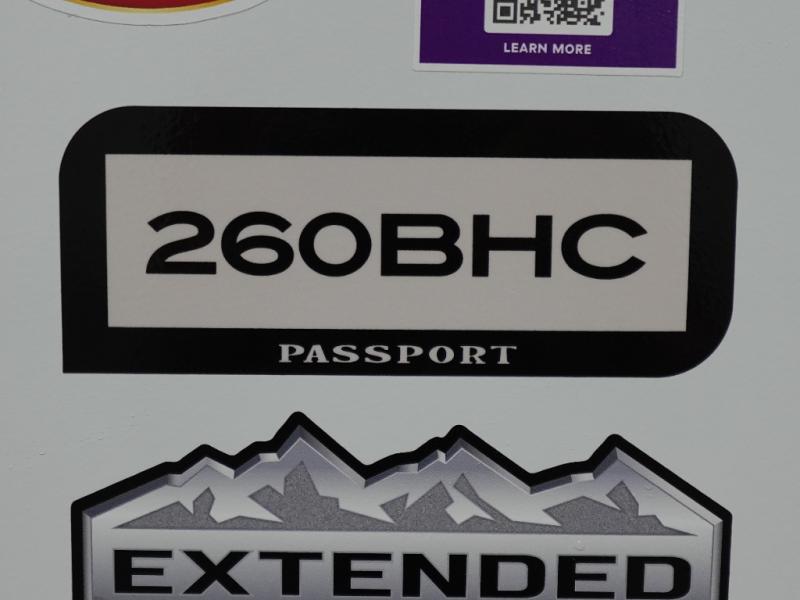 LEARN MORE
260BHC
PASSPORT
EXTENDED